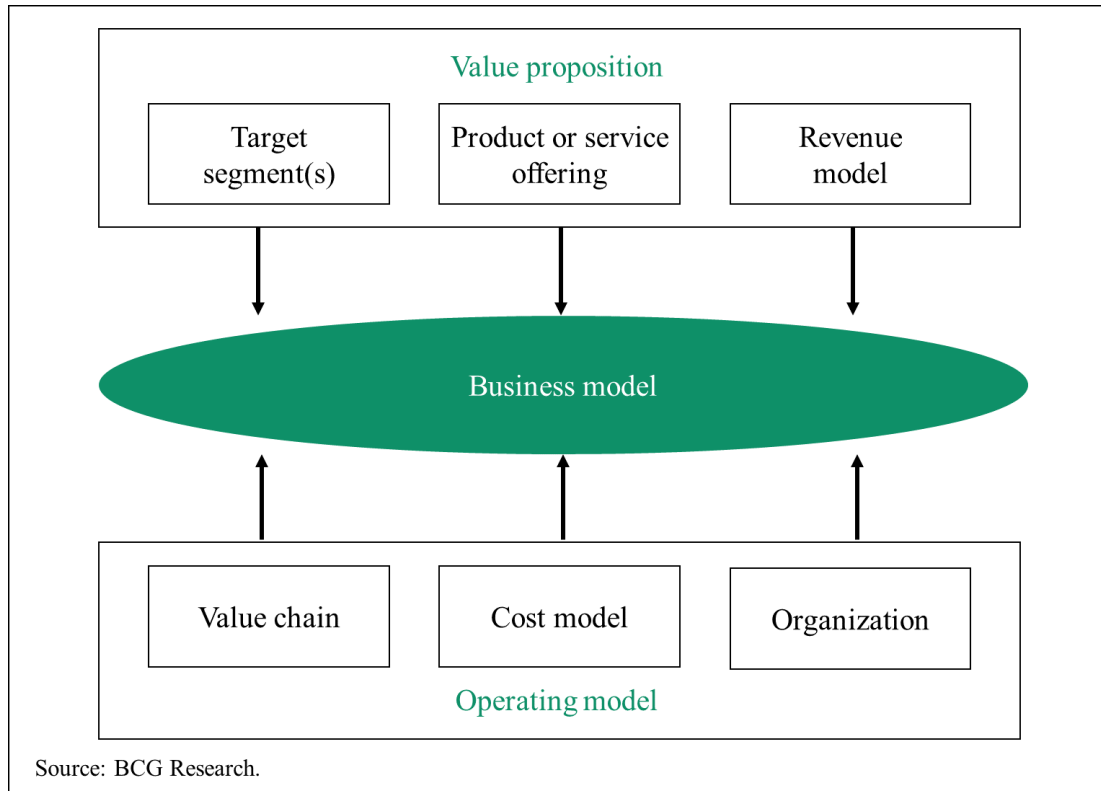 Value proposition
Target
segment(s)
Product or service
offering
Revenue
model
Business model
Value chain
Cost model
Organization
Operating model
Source: BCG Research.